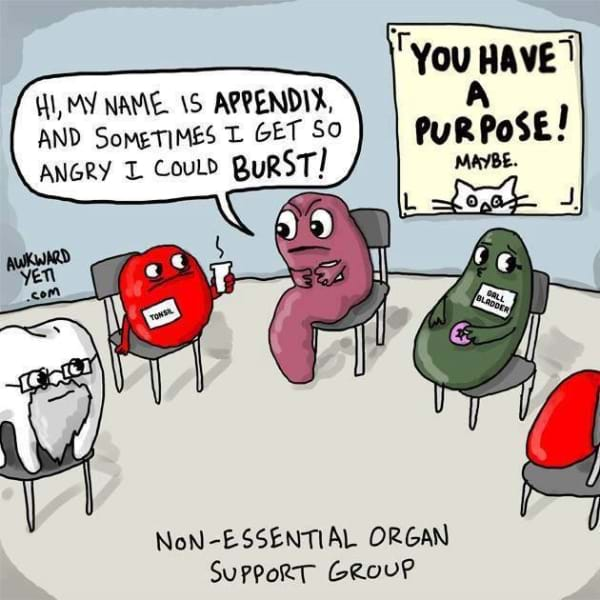 HI, MY NAME IS APPENDIX,
AND SOMETIMES I GET SO
ANGRY I COULD BURST!
YOU HAVE
A
PURPOSE!
MAYBE.
AWKWARD
YETI
.COM
TONSIL
GALL
BLADDER
NON-ESSENTIAL ORGAN
SUPPORT GROUP